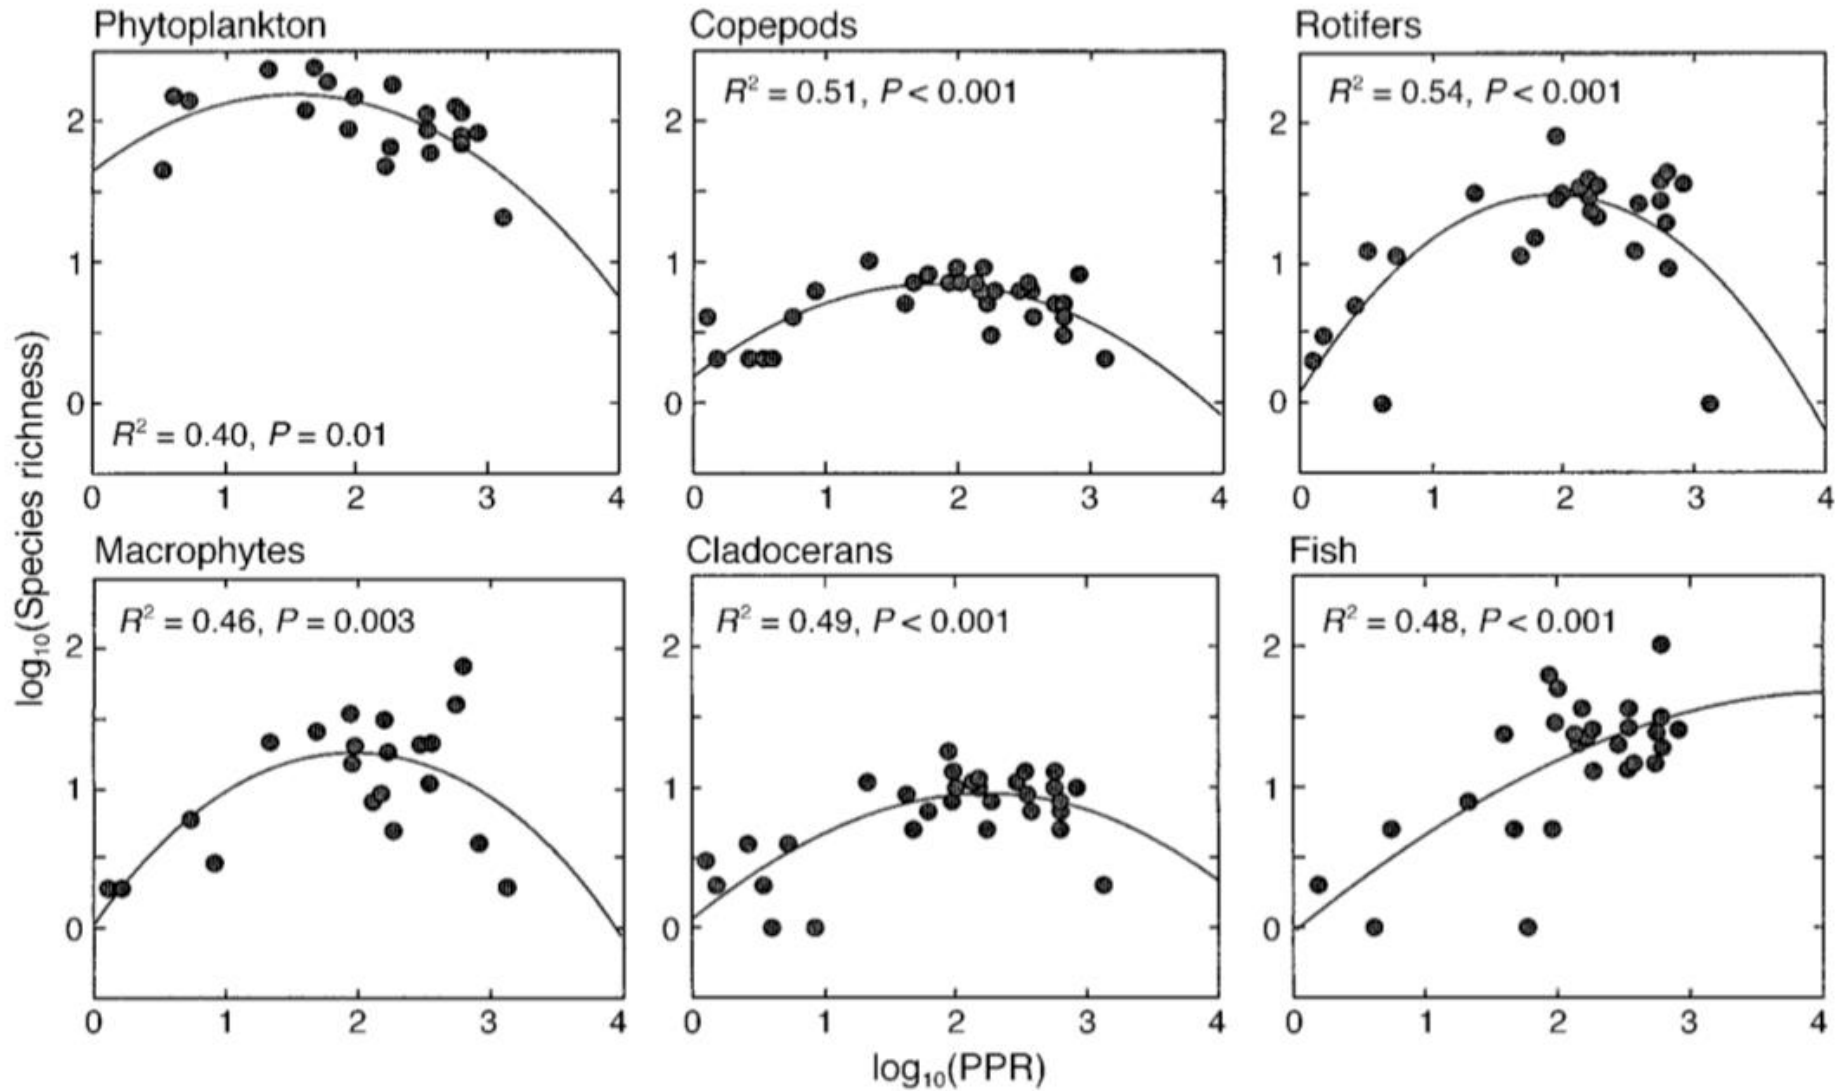 Phytoplankton
R² = 0.40, P = 0.01
2
1
0
0 1 2 3 4
Copepods
R² = 0.51, P < 0.001
2
1
0
0 1 2 3 4
Rotifers
R² = 0.54, P < 0.001
2
1
0
0 1 2 3 4
log₁₀(Species richness)
Macrophytes
R² = 0.46, P = 0.003
2
1
0
0 1 2 3 4
Cladocerans
R² = 0.49, P < 0.001
2
1
0
0 1 2 3 4
Fish
R² = 0.48, P < 0.001
2
1
0
0 1 2 3 4
log₁₀(PPR)